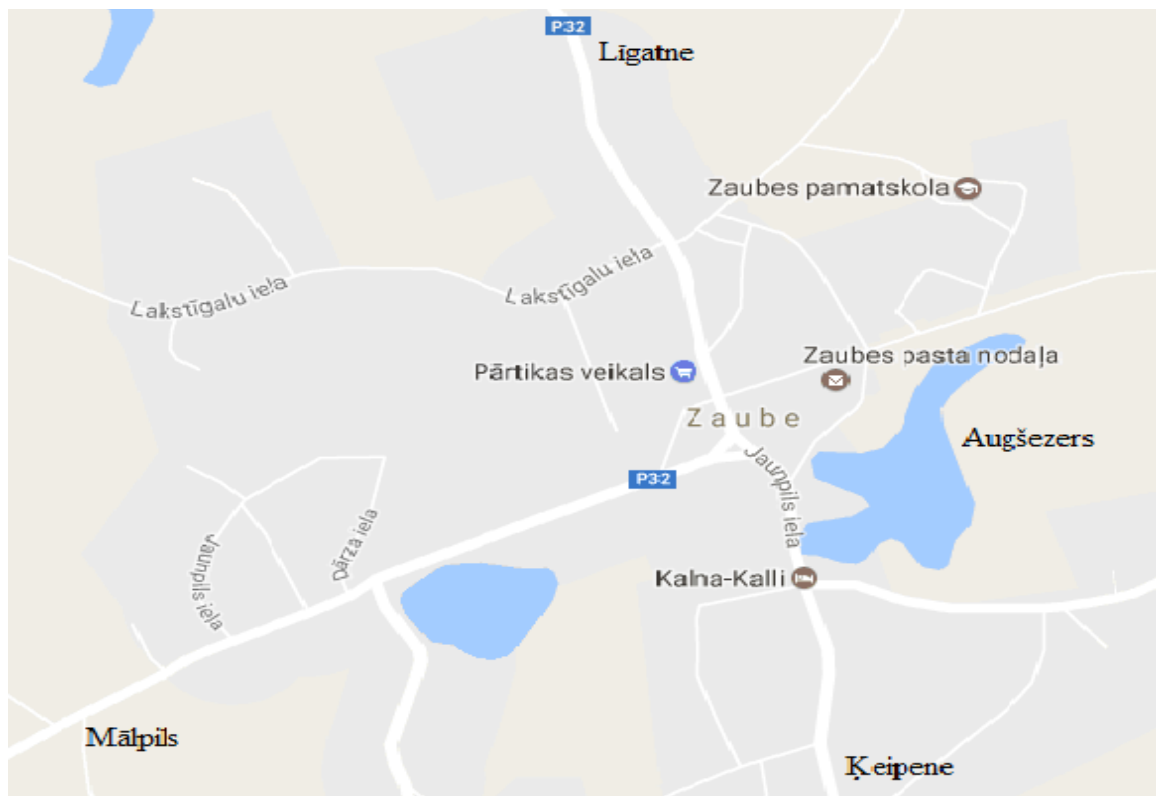 P32
Līgatne
Zaubes pamatskola
Lakstīgalu iela
Lakstīgalu iela
Pārtikas veikals
Zaubes pasta nodaļa
Zaube
Augšezers
Jaunpils iela
P32
Dārza iela
Jaunpils iela
Kalna-Kalli
Mālpils
Ķeipene